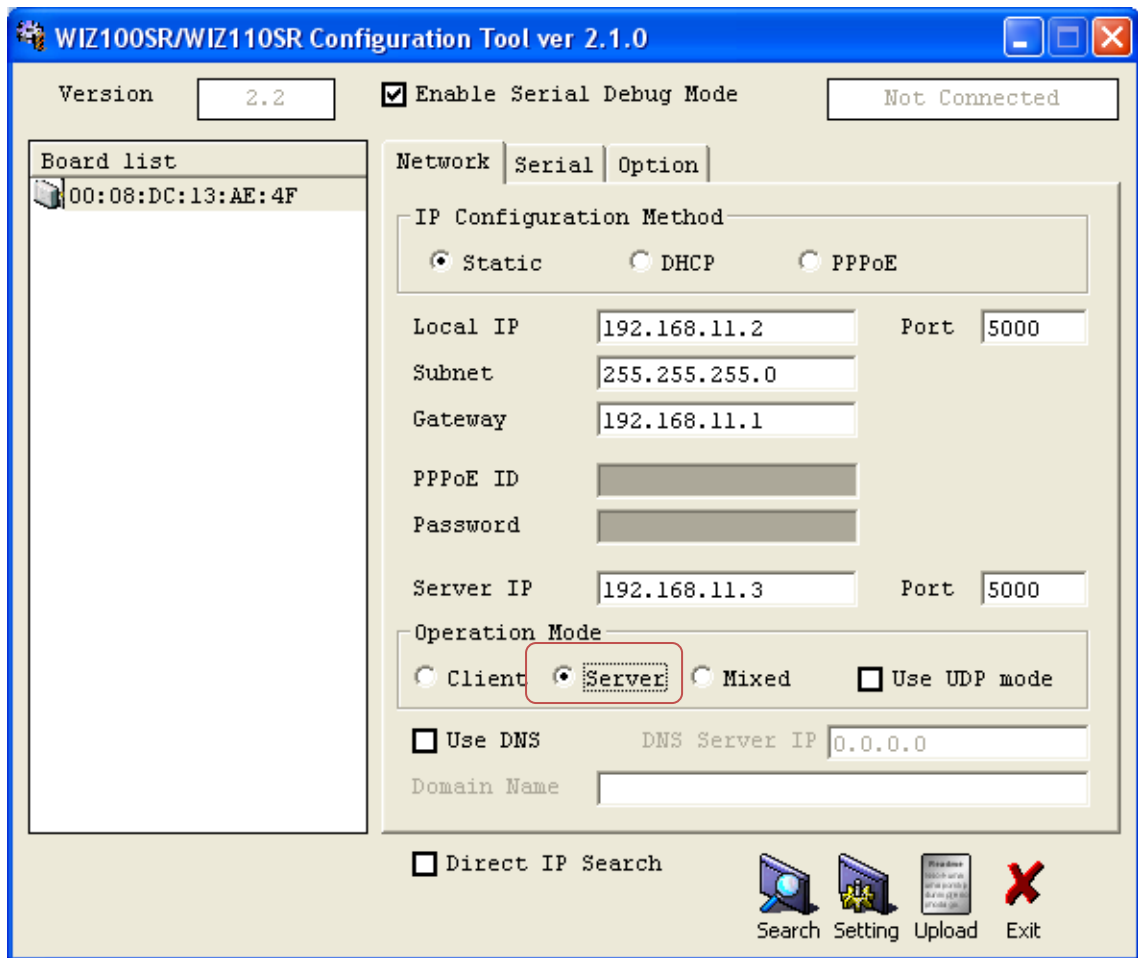 WIZ100SR/WIZ110SR Configuration Tool ver 2.1.0
Version 2.2 Enable Serial Debug Mode Not Connected
Board list
00:08:DC:13:AE:4F
Network Serial Option
IP Configuration Method
Static DHCP PPPoE
Local IP 192.168.11.2 Port 5000
Subnet 255.255.255.0
Gateway 192.168.11.1
PPPoE ID
Password
Server IP 192.168.11.3 Port 5000
Operation Mode
Client Server Mixed Use UDP mode
Use DNS DNS Server IP 0.0.0.0
Domain Name
Direct IP Search
Readme
Search Setting Upload Exit